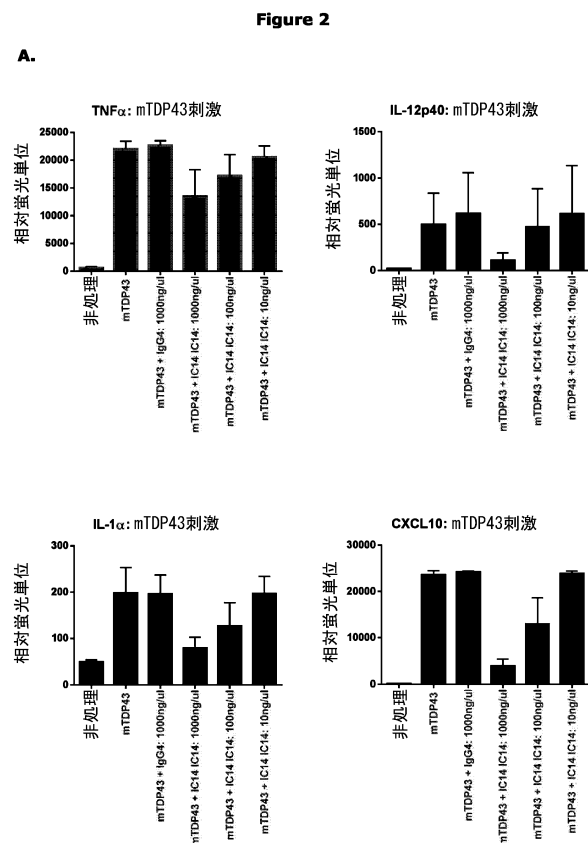 Figure 2
A.
TNFα: mTDP43刺激
相対蛍光単位
25000
20000
15000
10000
5000
0
非処理
mTDP43
mTDP43 + IgG4: 1000ng/ul
mTDP43 + IC14 IC14: 1000ng/ul
mTDP43 + IC14 IC14: 100ng/ul
mTDP43 + IC14 IC14: 10ng/ul
IL-12p40: mTDP43刺激
相対蛍光単位
1500
1000
500
0
非処理
mTDP43
mTDP43 + IgG4: 1000ng/ul
mTDP43 + IC14 IC14: 1000ng/ul
mTDP43 + IC14 IC14: 100ng/ul
mTDP43 + IC14 IC14: 10ng/ul
IL-1α: mTDP43刺激
相対蛍光単位
300
200
100
0
非処理
mTDP43
mTDP43 + IgG4: 1000ng/ul
mTDP43 + IC14 IC14: 1000ng/ul
mTDP43 + IC14 IC14: 100ng/ul
mTDP43 + IC14 IC14: 10ng/ul
CXCL10: mTDP43刺激
相対蛍光単位
30000
20000
10000
0
非処理
mTDP43
mTDP43 + IgG4: 1000ng/ul
mTDP43 + IC14 IC14: 1000ng/ul
mTDP43 + IC14 IC14: 100ng/ul
mTDP43 + IC14 IC14: 10ng/ul